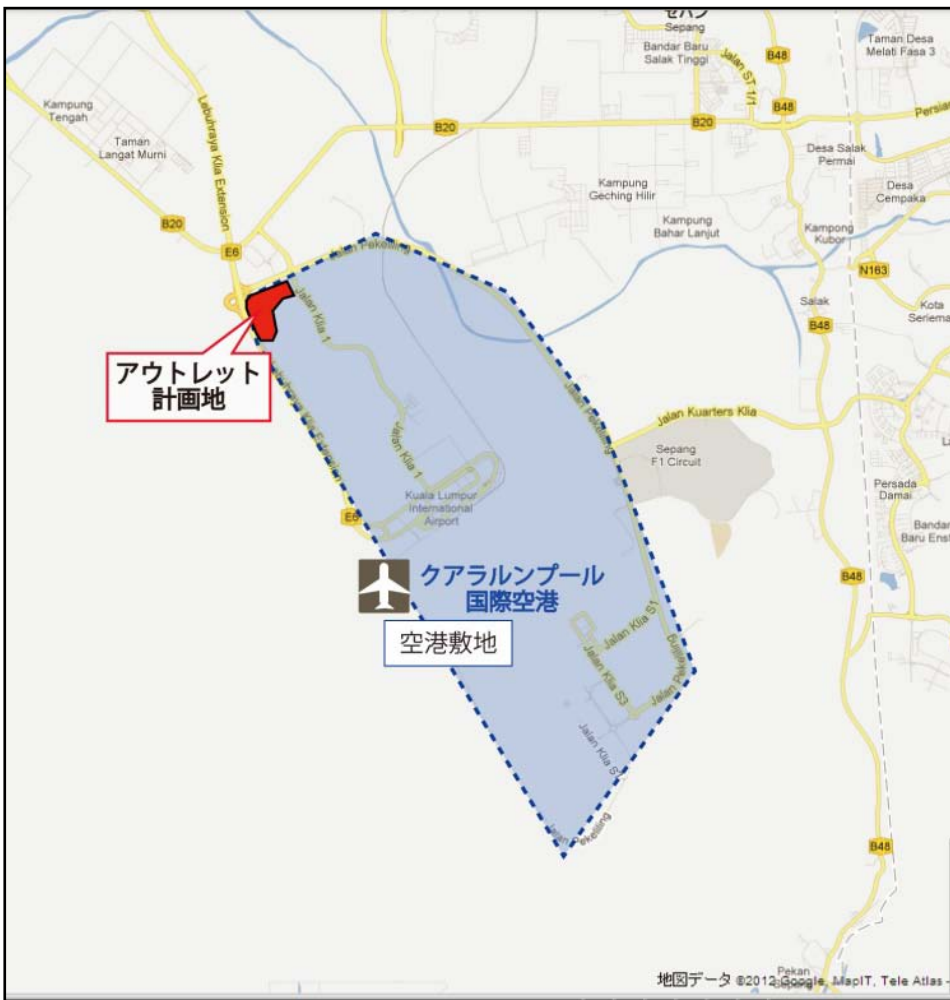 セパン
Sepang
Bandar Baru
Salak Tinggi
Jalan ST 1/1
B48
Taman Desa
Melati Fasa 3
B48
B20
B20
Kampung
Tengah
Taman
Langat Murni
Lebuhraya Klia Extension
Desa Salak
Permai
Desa
Cempaka
Kampung
Geching Hilir
Kampung
Bahar Lanjut
Kampong
Kubor
B20
E6
Jalan Pekeliling
N163
Salak
B48
Kota
Jalan Klia 1
アウトレット
計画地
Jalan Pekeliling
Jalan Kuarters Klia
Sepang
F1 Circuit
Jalan Klia 1
Kuala Lumpur
International
Airport
E6
Persada
Damai
クアラルンプール
国際空港
空港敷地
B48
Jalan Klia S1
Jalan Klia S3
Jalan Pekeliling
Jalan Pekeliling
B48
Pekan
地図データ ©2012 Google, MapIT, Tele Atlas -